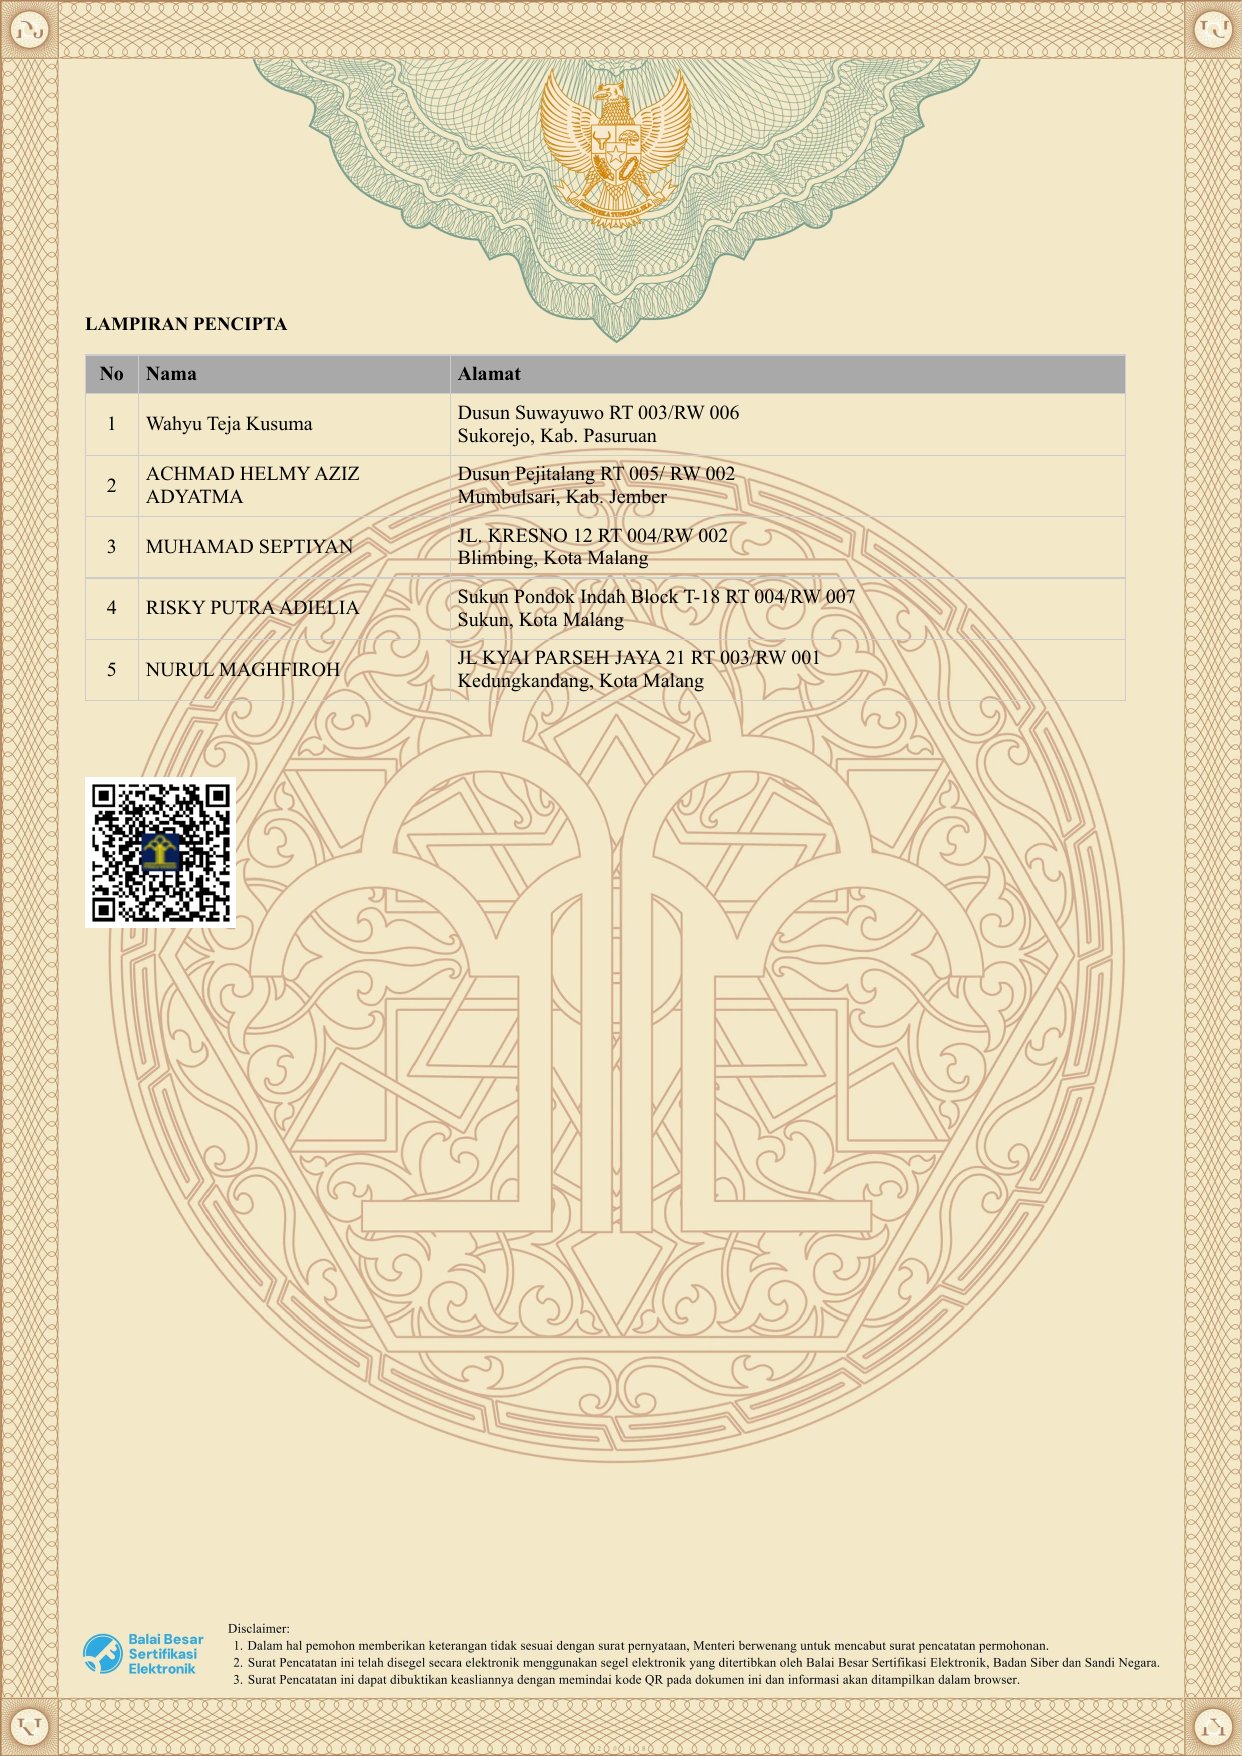 LAMPIRAN PENCIPTA
No Nama Alamat
1 Wahyu Teja Kusuma Dusun Suwayuwo RT 003/RW 006
Sukorejo, Kab. Pasuruan
2 ACHMAD HELMY AZIZ ADYATMA Dusun Pejitalang RT 005/ RW 002
Mumbulsari, Kab. Jember
3 MUHAMAD SEPTIYAN JL. KRESNO 12 RT 004/RW 002
Blimbing, Kota Malang
4 RISKY PUTRA ADIELIA Sukun Pondok Indah Block T-18 RT 004/RW 007
Sukun, Kota Malang
5 NURUL MAGHFIROH JL KYAI PARSEH JAYA 21 RT 003/RW 001
Kedungkandang, Kota Malang
Balai Besar
Sertifikasi
Elektronik
Disclaimer:
1. Dalam hal pemohon memberikan keterangan tidak sesuai dengan surat pernyataan, Menteri berwenang untuk mencabut surat pencatatan permohonan.
2. Surat Pencatatan ini telah disegel secara elektronik menggunakan segel elektronik yang ditertibkan oleh Balai Besar Sertifikasi Elektronik, Badan Siber dan Sandi Negara.
3. Surat Pencatatan ini dapat dibuktikan keasliannya dengan memindai kode QR pada dokumen ini dan informasi akan ditampilkan dalam browser.